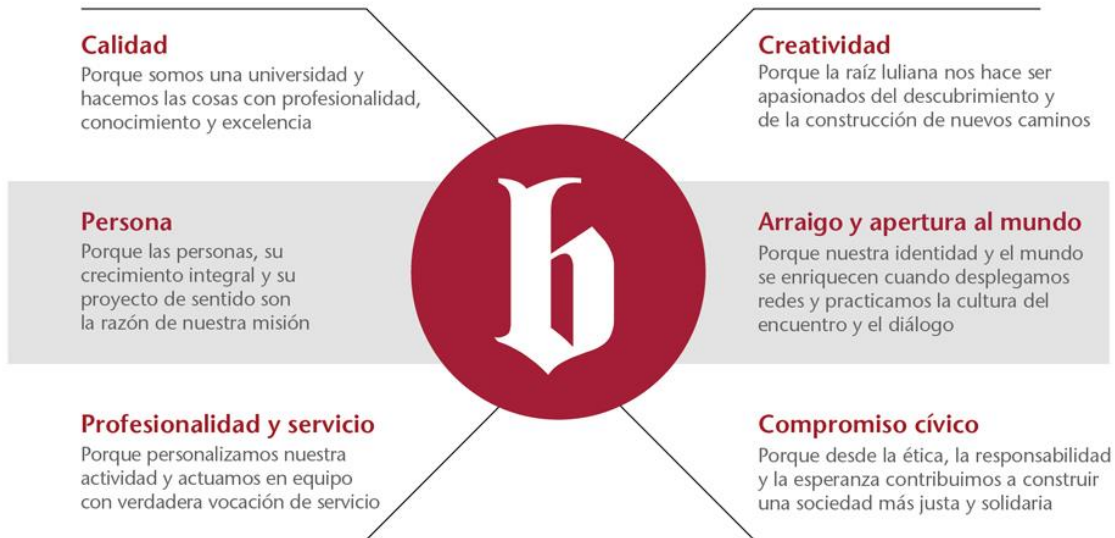 Calidad
Porque somos una universidad y
hacemos las cosas con profesionalidad,
conocimiento y excelencia
Creatividad
Porque la raíz luliana nos hace ser
apasionados del descubrimiento y
de la construcción de nuevos caminos
b
Persona
Porque las personas, su
crecimiento integral y su
proyecto de sentido son
la razón de nuestra misión
Arraigo y apertura al mundo
Porque nuestra identidad y el mundo
se enriquecen cuando desplegamos
redes y practicamos la cultura del
encuentro y el diálogo
Profesionalidad y servicio
Porque personalizamos nuestra
actividad y actuamos en equipo
con verdadera vocación de servicio
Compromiso cívico
Porque desde la ética, la responsabilidad
y la esperanza contribuimos a construir
una sociedad más justa y solidaria